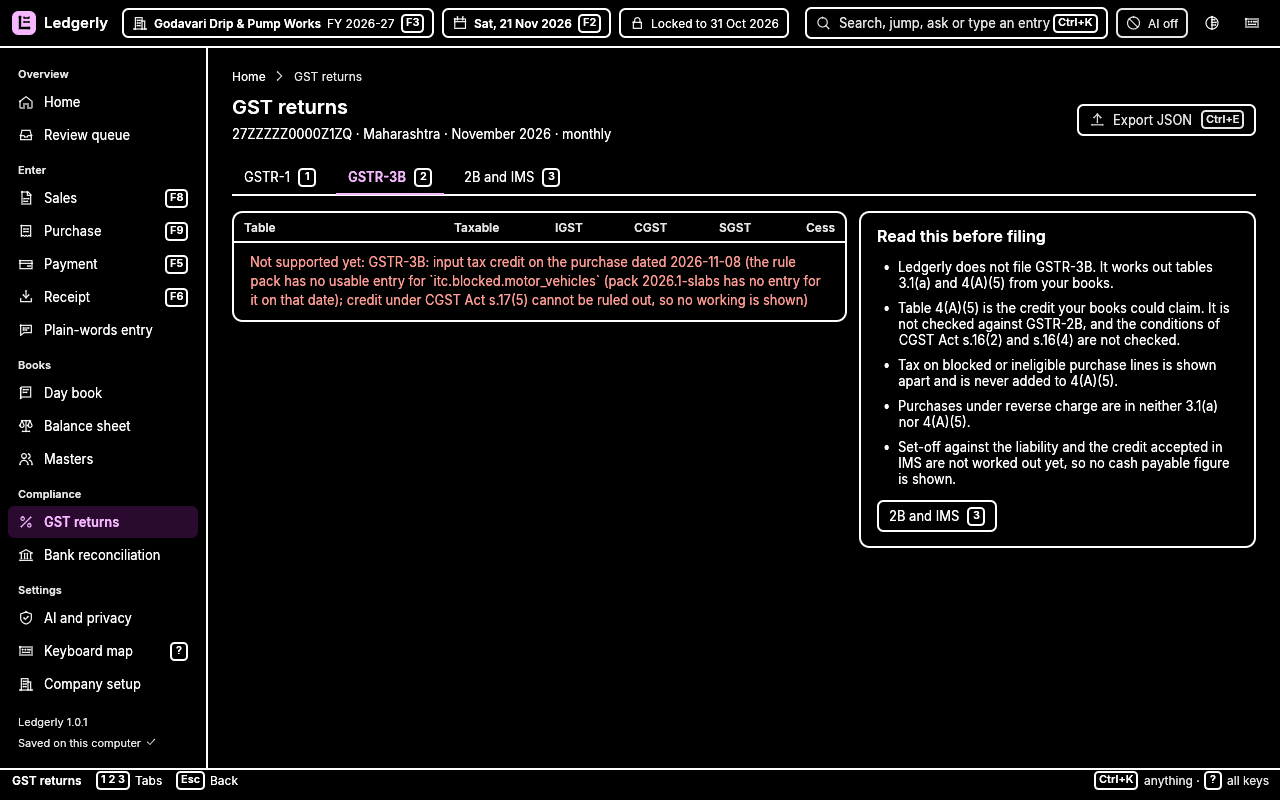 Ledgerly
Godavari Drip & Pump Works FY 2026-27 F3
Sat, 21 Nov 2026 F2
Locked to 31 Oct 2026
Search, jump, ask or type an entry Ctrl+K
AI off
Overview
Home
Review queue
Enter
Sales F8
Purchase F9
Payment F5
Receipt F6
Plain-words entry
Books
Day book
Balance sheet
Masters
Compliance
GST returns
Bank reconciliation
Settings
AI and privacy
Keyboard map ?
Company setup
Ledgerly 1.0.1
Saved on this computer
Home GST returns
GST returns
27ZZZZZ0000Z1ZQ · Maharashtra · November 2026 · monthly
Export JSON Ctrl+E
GSTR-1 1 GSTR-3B 2 2B and IMS 3
Table Taxable IGST CGST SGST Cess
Not supported yet: GSTR-3B: input tax credit on the purchase dated 2026-11-08 (the rule
pack has no usable entry for `itc.blocked.motor_vehicles` (pack 2026.1-slabs has no entry for
it on that date); credit under CGST Act s.17(5) cannot be ruled out, so no working is shown)
Read this before filing
• Ledgerly does not file GSTR-3B. It works out tables
3.1(a) and 4(A)(5) from your books.
• Table 4(A)(5) is the credit your books could claim. It is
not checked against GSTR-2B, and the conditions of
CGST Act s.16(2) and s.16(4) are not checked.
• Tax on blocked or ineligible purchase lines is shown
apart and is never added to 4(A)(5).
• Purchases under reverse charge are in neither 3.1(a)
nor 4(A)(5).
• Set-off against the liability and the credit accepted in
IMS are not worked out yet, so no cash payable figure
is shown.
2B and IMS 3
GST returns 1 2 3 Tabs Esc Back
Ctrl+K anything · ? all keys